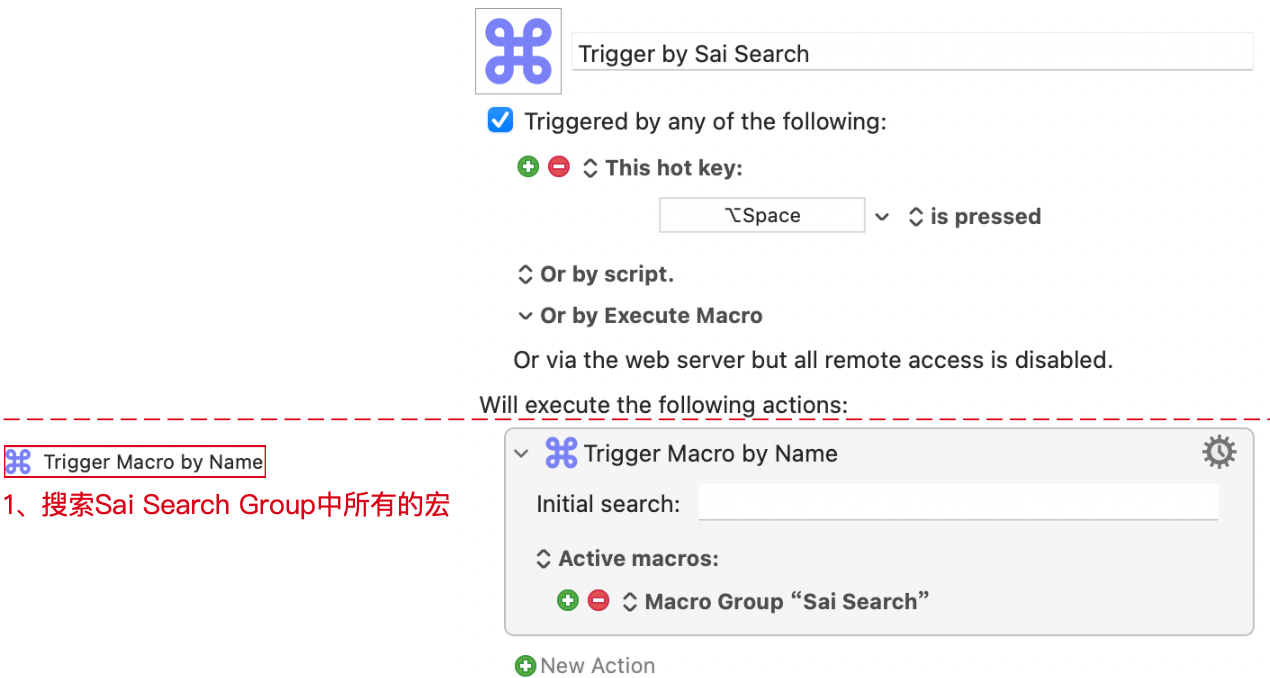 Trigger by Sai Search
Triggered by any of the following:
This hot key:
⌥Space
is pressed
Or by script.
Or by Execute Macro
Or via the web server but all remote access is disabled.
Will execute the following actions:
Trigger Macro by Name
1、搜索Sai Search Group中所有的宏
Trigger Macro by Name
Initial search:
Active macros:
Macro Group “Sai Search”
New Action